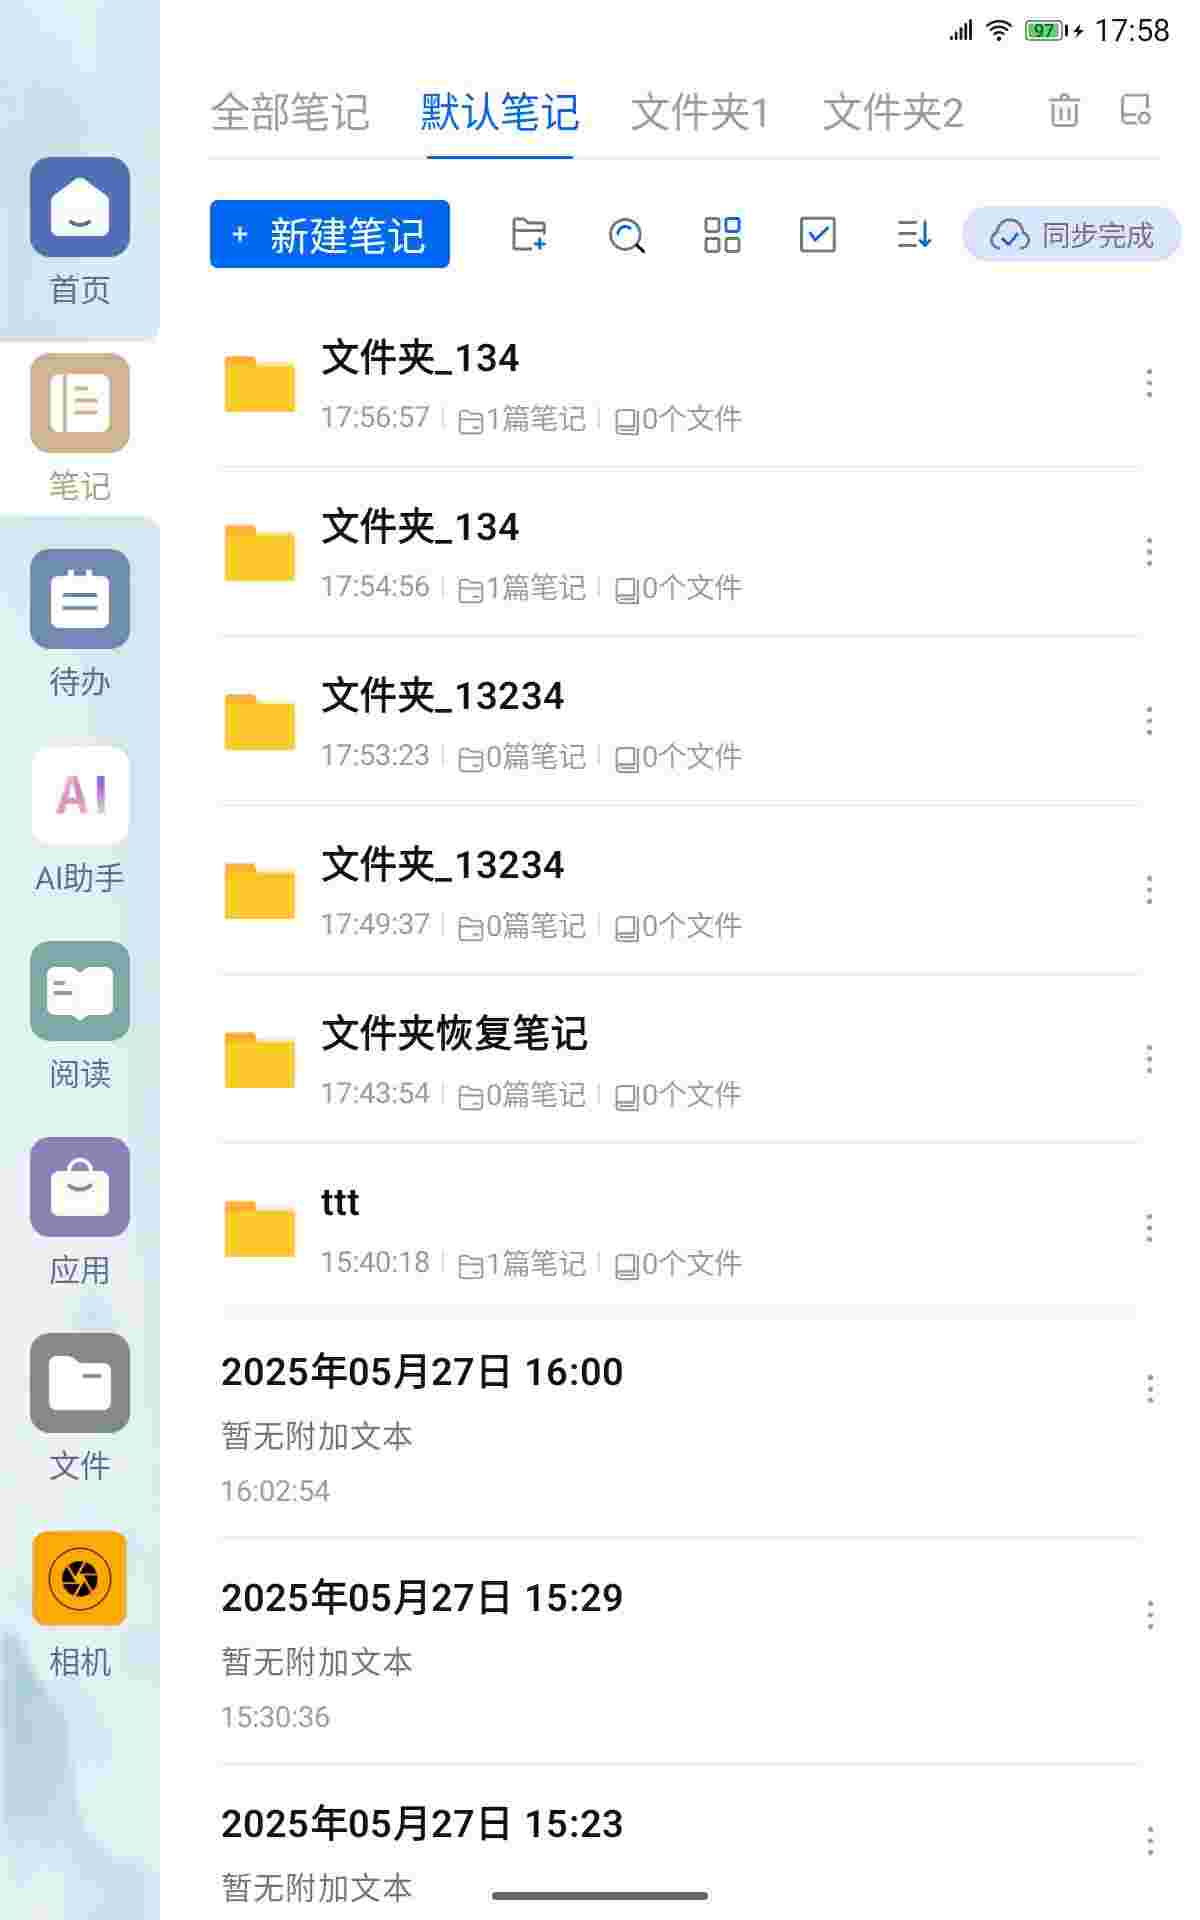 97 17:58
全部笔记 默认笔记 文件夹1 文件夹2
+ 新建笔记 同步完成
首页
笔记
待办
AI
AI助手
阅读
应用
文件
相机
文件夹_134
17:56:57 1篇笔记 0个文件
文件夹_134
17:54:56 1篇笔记 0个文件
文件夹_13234
17:53:23 0篇笔记 0个文件
文件夹_13234
17:49:37 0篇笔记 0个文件
文件夹恢复笔记
17:43:54 0篇笔记 0个文件
ttt
15:40:18 1篇笔记 0个文件
2025年05月27日 16:00
暂无附加文本
16:02:54
2025年05月27日 15:29
暂无附加文本
15:30:36
2025年05月27日 15:23
暂无附加文本